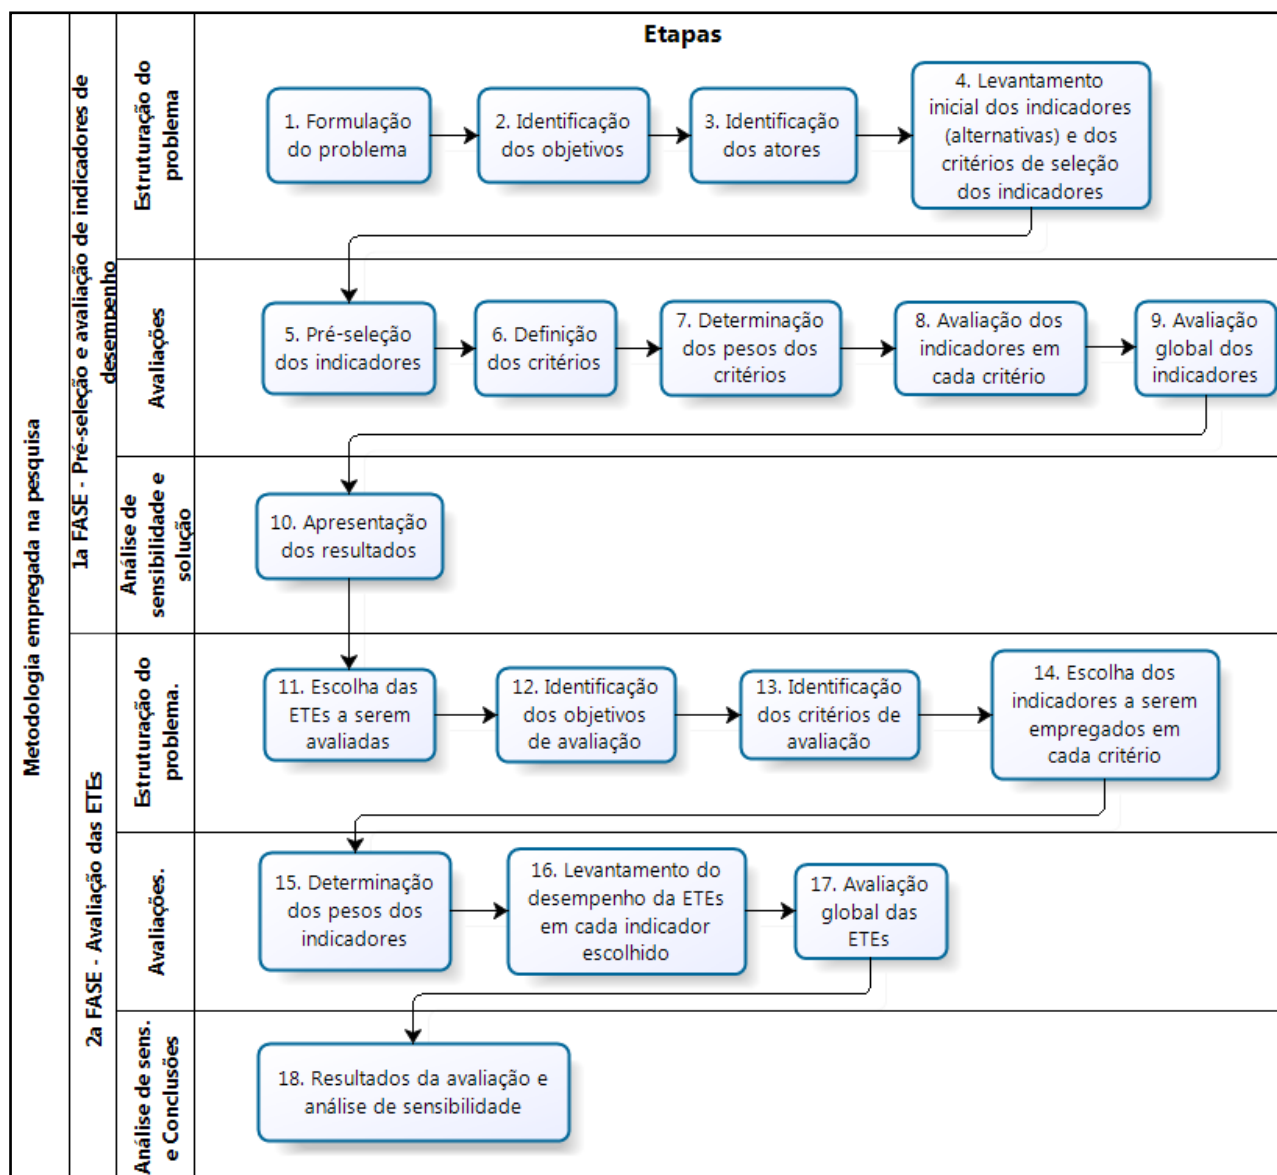 Metodologia empregada na pesquisa
1a FASE - Pré-seleção e avaliação de indicadores de
desempenho
Estruturação do
problema
Etapas
1. Formulação
do problema
2. Identificação
dos objetivos
3. Identificação
dos atores
4. Levantamento
inicial dos indicadores
(alternativas) e dos
critérios de seleção
dos indicadores
Avaliações
5. Pré-seleção
dos indicadores
6. Definição
dos critérios
7. Determinação
dos pesos dos
critérios
8. Avaliação dos
indicadores em
cada critério
9. Avaliação
global dos
indicadores
Análise de
sensibilidade e
solução
10. Apresentação
dos resultados
2a FASE - Avaliação das ETEs
Estruturação do
problema.
11. Escolha das
ETEs a serem
avaliadas
12. Identificação
dos objetivos
de avaliação
13. Identificação
dos critérios de
avaliação
14. Escolha dos
indicadores a serem
empregados em
cada critério
Avaliações.
15. Determinação
dos pesos dos
indicadores
16. Levantamento do
desempenho da ETEs
em cada indicador
escolhido
17. Avaliação
global das
ETEs
Análise de sens.
e Conclusões
18. Resultados da avaliação e
análise de sensibilidade